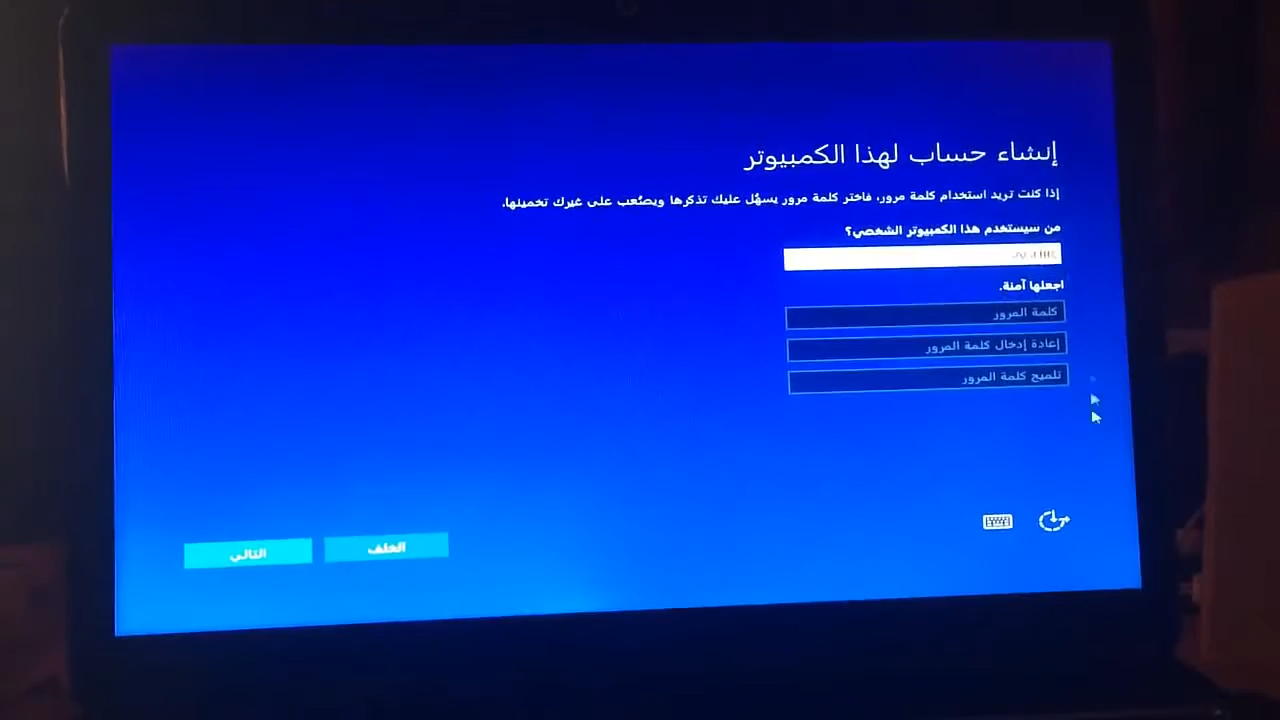 إنشاء حساب لهذا الكمبيوتر
إذا كنت تريد استخدام كلمة مرور، فاختر كلمة مرور يسهُل عليك تذكرها ويصعُب على غيرك تخمينها.
من سيستخدم هذا الكمبيوتر الشخصي؟
اجعلها آمنة.
كلمة المرور
إعادة إدخال كلمة المرور
تلميح كلمة المرور
الخلف
التالي